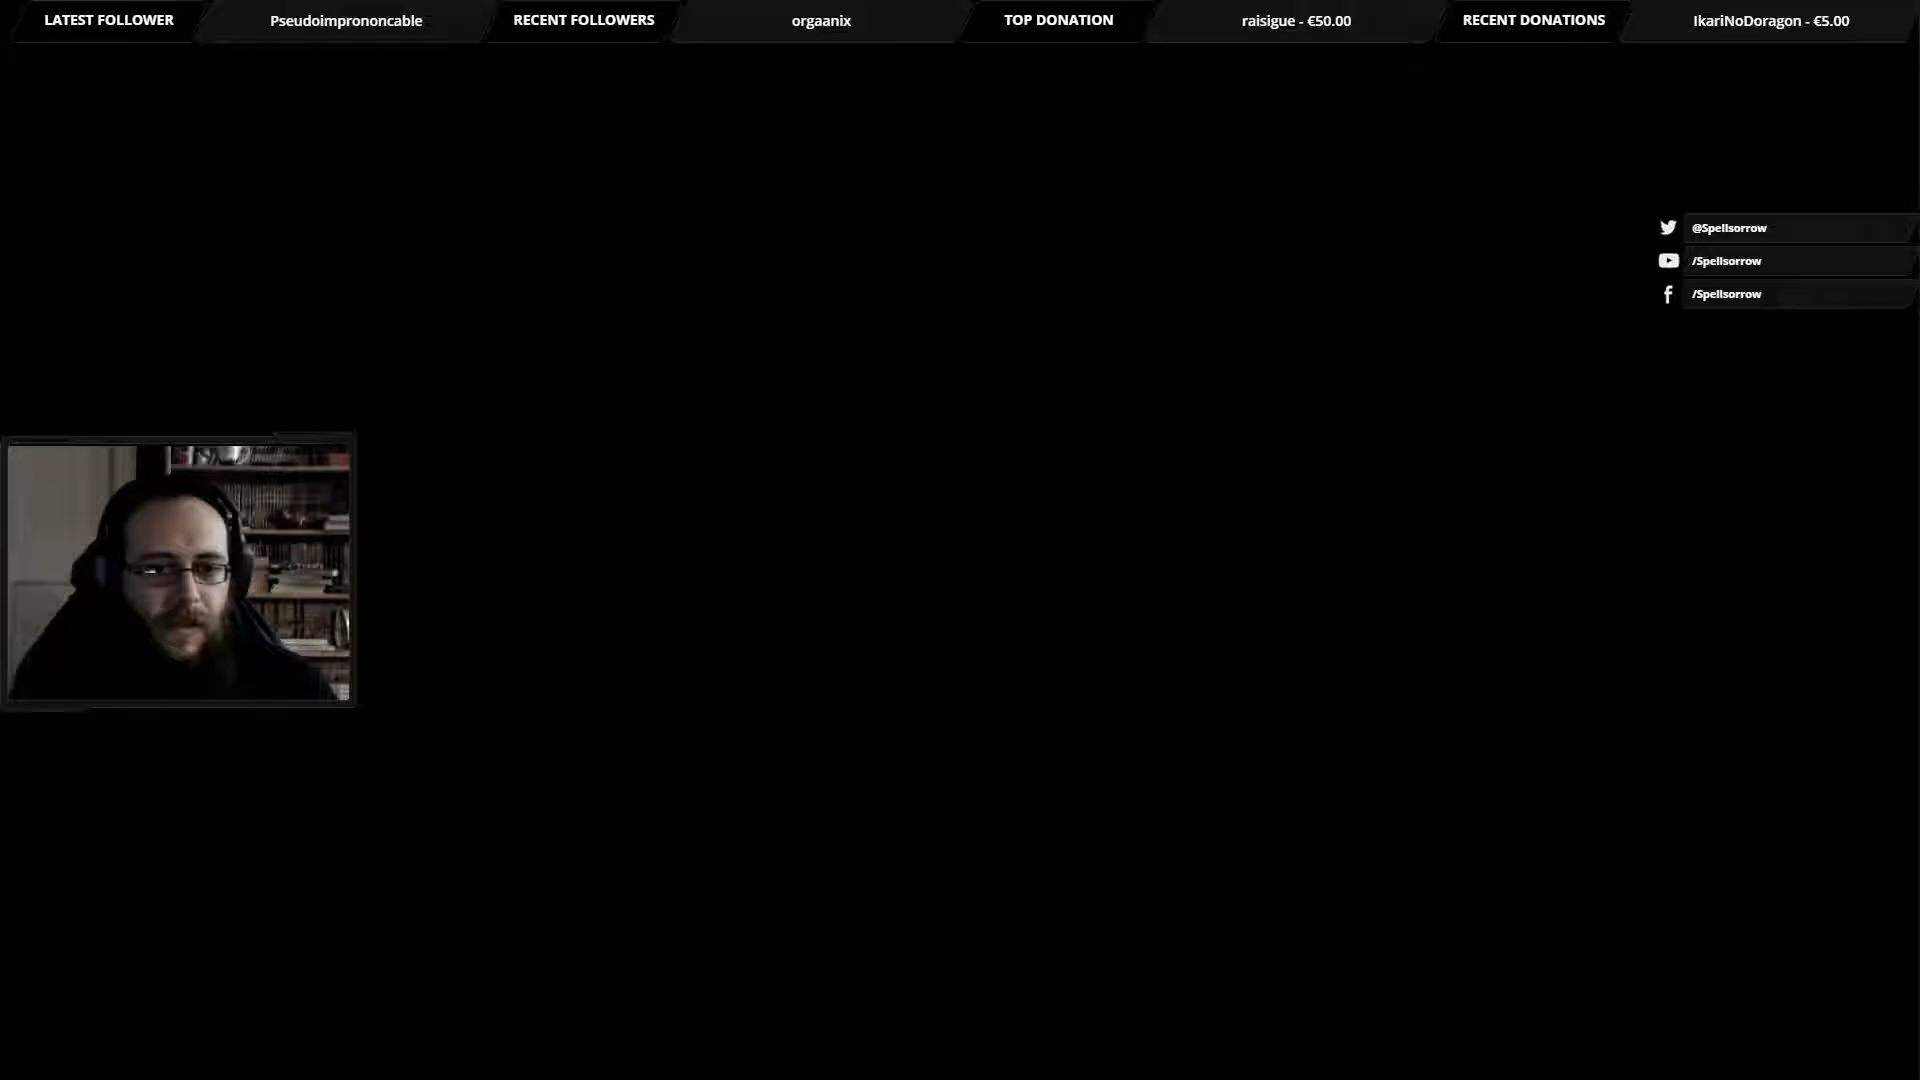 LATEST FOLLOWER
Pseudoimprononcable
RECENT FOLLOWERS
orgaanix
TOP DONATION
raisigue - €50.00
RECENT DONATIONS
IkariNoDoragon - €5.00
@Spellsorrow
/Spellsorrow
/Spellsorrow